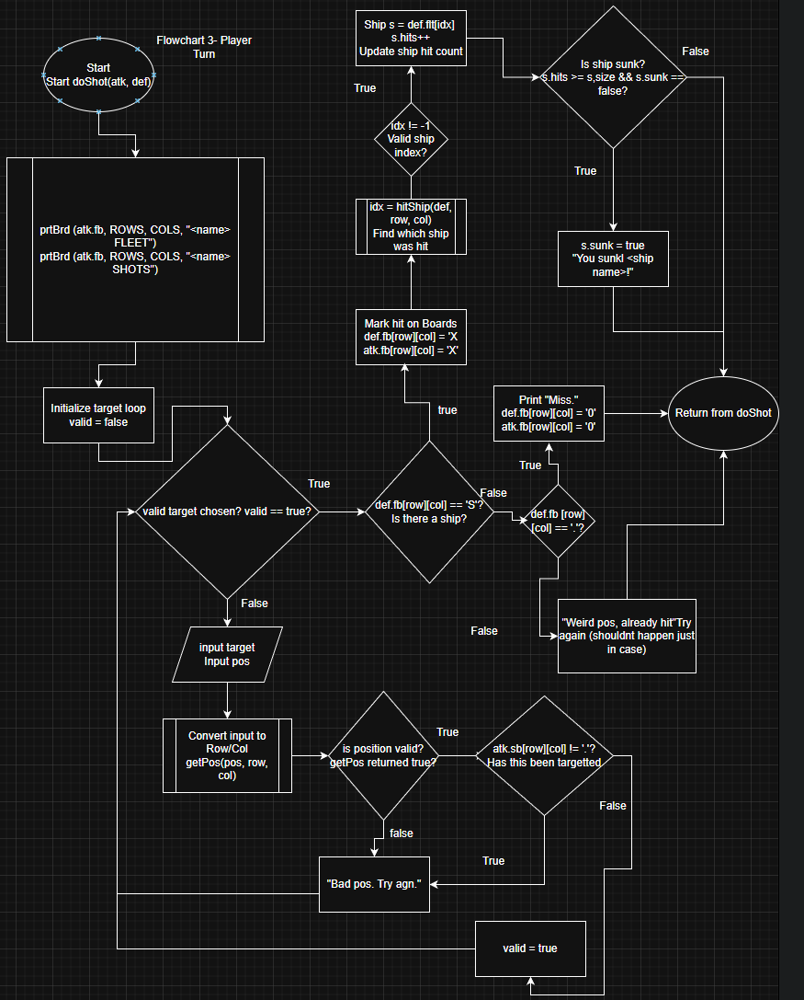 Flowchart 3- Player
Turn
Start
Start doShot(atk, def)
prtBrd (atk.fb, ROWS, COLS, "<name>
FLEET")
prtBrd (atk.fb, ROWS, COLS, "<name>
SHOTS")
Initialize target loop
valid = false
valid target chosen? valid == true?
True
False
input target
Input pos
Convert input to
Row/Col
getPos(pos, row,
col)
is position valid?
getPos returned true?
True
false
atk.sb[row][col] != '.'?
Has this been targetted
True
False
"Bad pos. Try agn."
valid = true
def.fb[row][col] == 'S'?
Is there a ship?
true
False
Mark hit on Boards
def.fb[row][col] = 'X
atk.fb[row][col] = 'X'
idx = hitShip(def,
row, col)
Find which ship
was hit
idx != -1
Valid ship
index?
True
Ship s = def.flt[idx]
s.hits++
Update ship hit count
Is ship sunk?
s.hits >= s,size && s.sunk ==
false?
False
True
s.sunk = true
"You sunkl <ship
name>!"
def.fb [row]
[col] == '.'?
True
False
Print "Miss."
def.fb[row][col] = '0'
atk.fb[row][col] = '0'
"Weird pos, already hit"Try
again (shouldnt happen just
in case)
Return from doShot